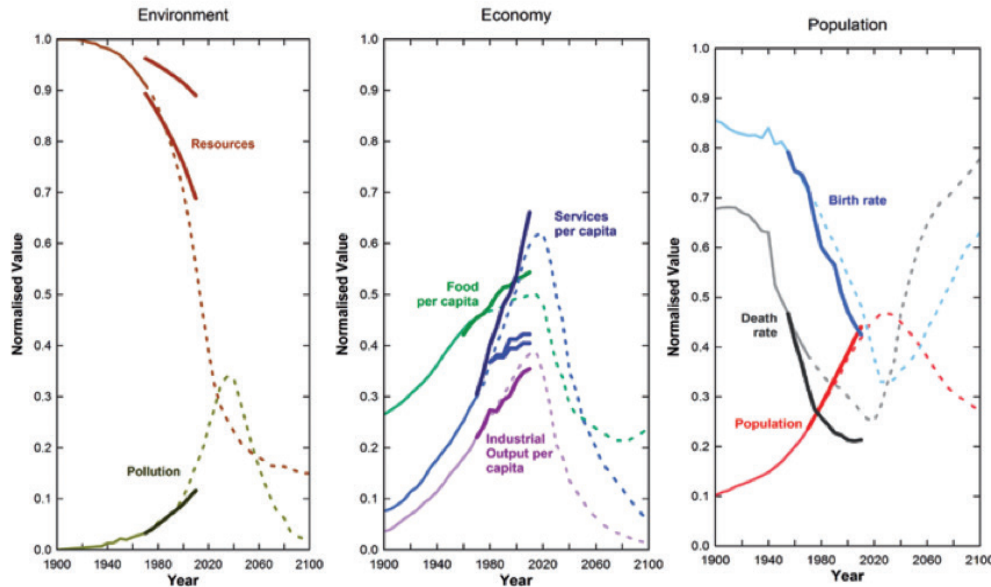 Environment
Economy
Population
1.0
0.9
0.8
0.7
0.6
0.5
0.4
0.3
0.2
0.1
0.0
Normalised Value
Resources
Pollution
1900
1940
1980
2020
2060
2100
Year
1.0
0.9
0.8
0.7
0.6
0.5
0.4
0.3
0.2
0.1
0.0
Normalised Value
Services
per capita
Food
per capita
Industrial
Output per
capita
1900
1940
1980
2020
2060
2100
Year
1.0
0.9
0.8
0.7
0.6
0.5
0.4
0.3
0.2
0.1
0.0
Normalised Value
Birth rate
Death
rate
Population
1900
1940
1980
2020
2060
2100
Year